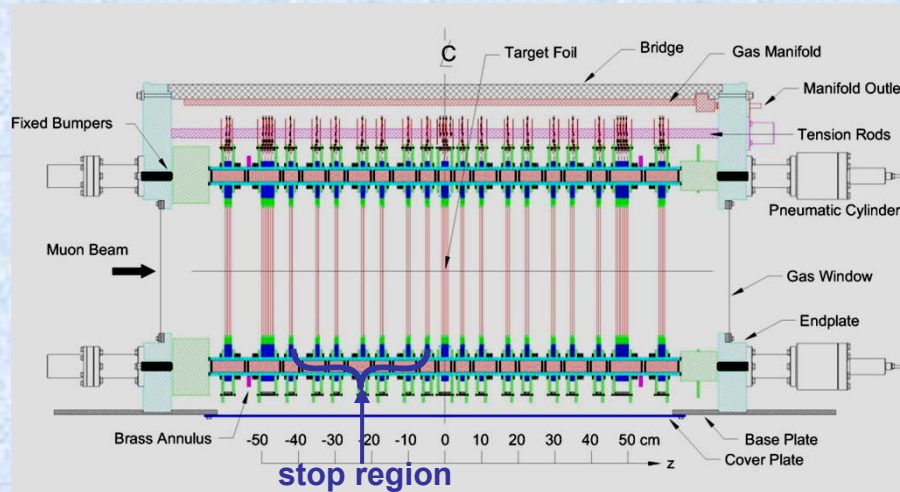 Target Foil
Bridge
Gas Manifold
Manifold Outlet
Fixed Bumpers
Tension Rods
Pneumatic Cylinder
Muon Beam
Gas Window
Endplate
Brass Annulus
-50 -40 -30 -20 -10 0 10 20 30 40 50 cm
z
Base Plate
Cover Plate
stop region